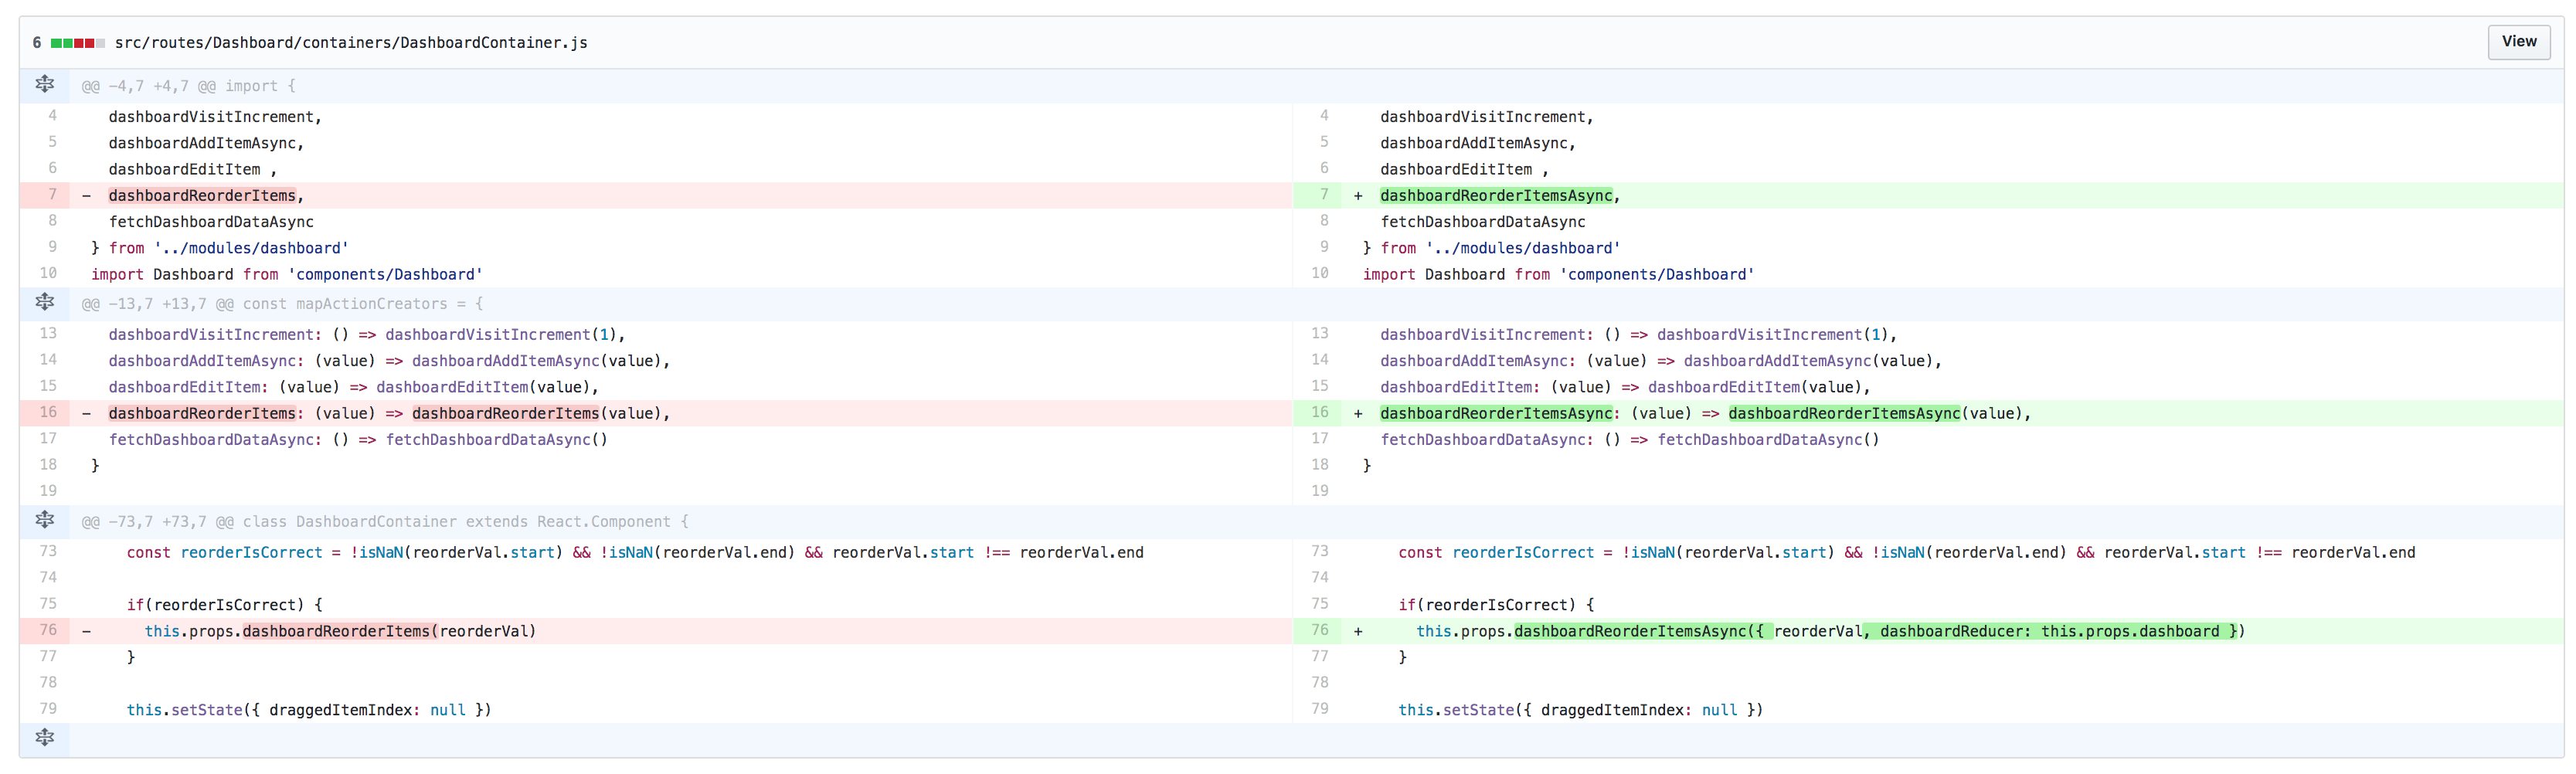 6 src/routes/Dashboard/containers/DashboardContainer.js View
@@ -4,7 +4,7 @@ import {
4 dashboardVisitIncrement, 4 dashboardVisitIncrement,
5 dashboardAddItemAsync, 5 dashboardAddItemAsync,
6 dashboardEditItem , 6 dashboardEditItem ,
7 - dashboardReorderItems, 7 + dashboardReorderItemsAsync,
8 fetchDashboardDataAsync 8 fetchDashboardDataAsync
9 } from '../modules/dashboard' 9 } from '../modules/dashboard'
10 import Dashboard from 'components/Dashboard' 10 import Dashboard from 'components/Dashboard'
@@ -13,7 +13,7 @@ const mapActionCreators = {
13 dashboardVisitIncrement: () => dashboardVisitIncrement(1), 13 dashboardVisitIncrement: () => dashboardVisitIncrement(1),
14 dashboardAddItemAsync: (value) => dashboardAddItemAsync(value), 14 dashboardAddItemAsync: (value) => dashboardAddItemAsync(value),
15 dashboardEditItem: (value) => dashboardEditItem(value), 15 dashboardEditItem: (value) => dashboardEditItem(value),
16 - dashboardReorderItems: (value) => dashboardReorderItems(value), 16 + dashboardReorderItemsAsync: (value) => dashboardReorderItemsAsync(value),
17 fetchDashboardDataAsync: () => fetchDashboardDataAsync() 17 fetchDashboardDataAsync: () => fetchDashboardDataAsync()
18 } 18 }
19 19
@@ -73,7 +73,7 @@ class DashboardContainer extends React.Component {
73 const reorderIsCorrect = !isNaN(reorderVal.start) && !isNaN(reorderVal.end) && reorderVal.start !== reorderVal.end 73 const reorderIsCorrect = !isNaN(reorderVal.start) && !isNaN(reorderVal.end) && reorderVal.start !== reorderVal.end
74 74
75 if(reorderIsCorrect) { 75 if(reorderIsCorrect) {
76 - this.props.dashboardReorderItems(reorderVal) 76 + this.props.dashboardReorderItemsAsync({ reorderVal, dashboardReducer: this.props.dashboard })
77 } 77 }
78 78
79 this.setState({ draggedItemIndex: null }) 79 this.setState({ draggedItemIndex: null })